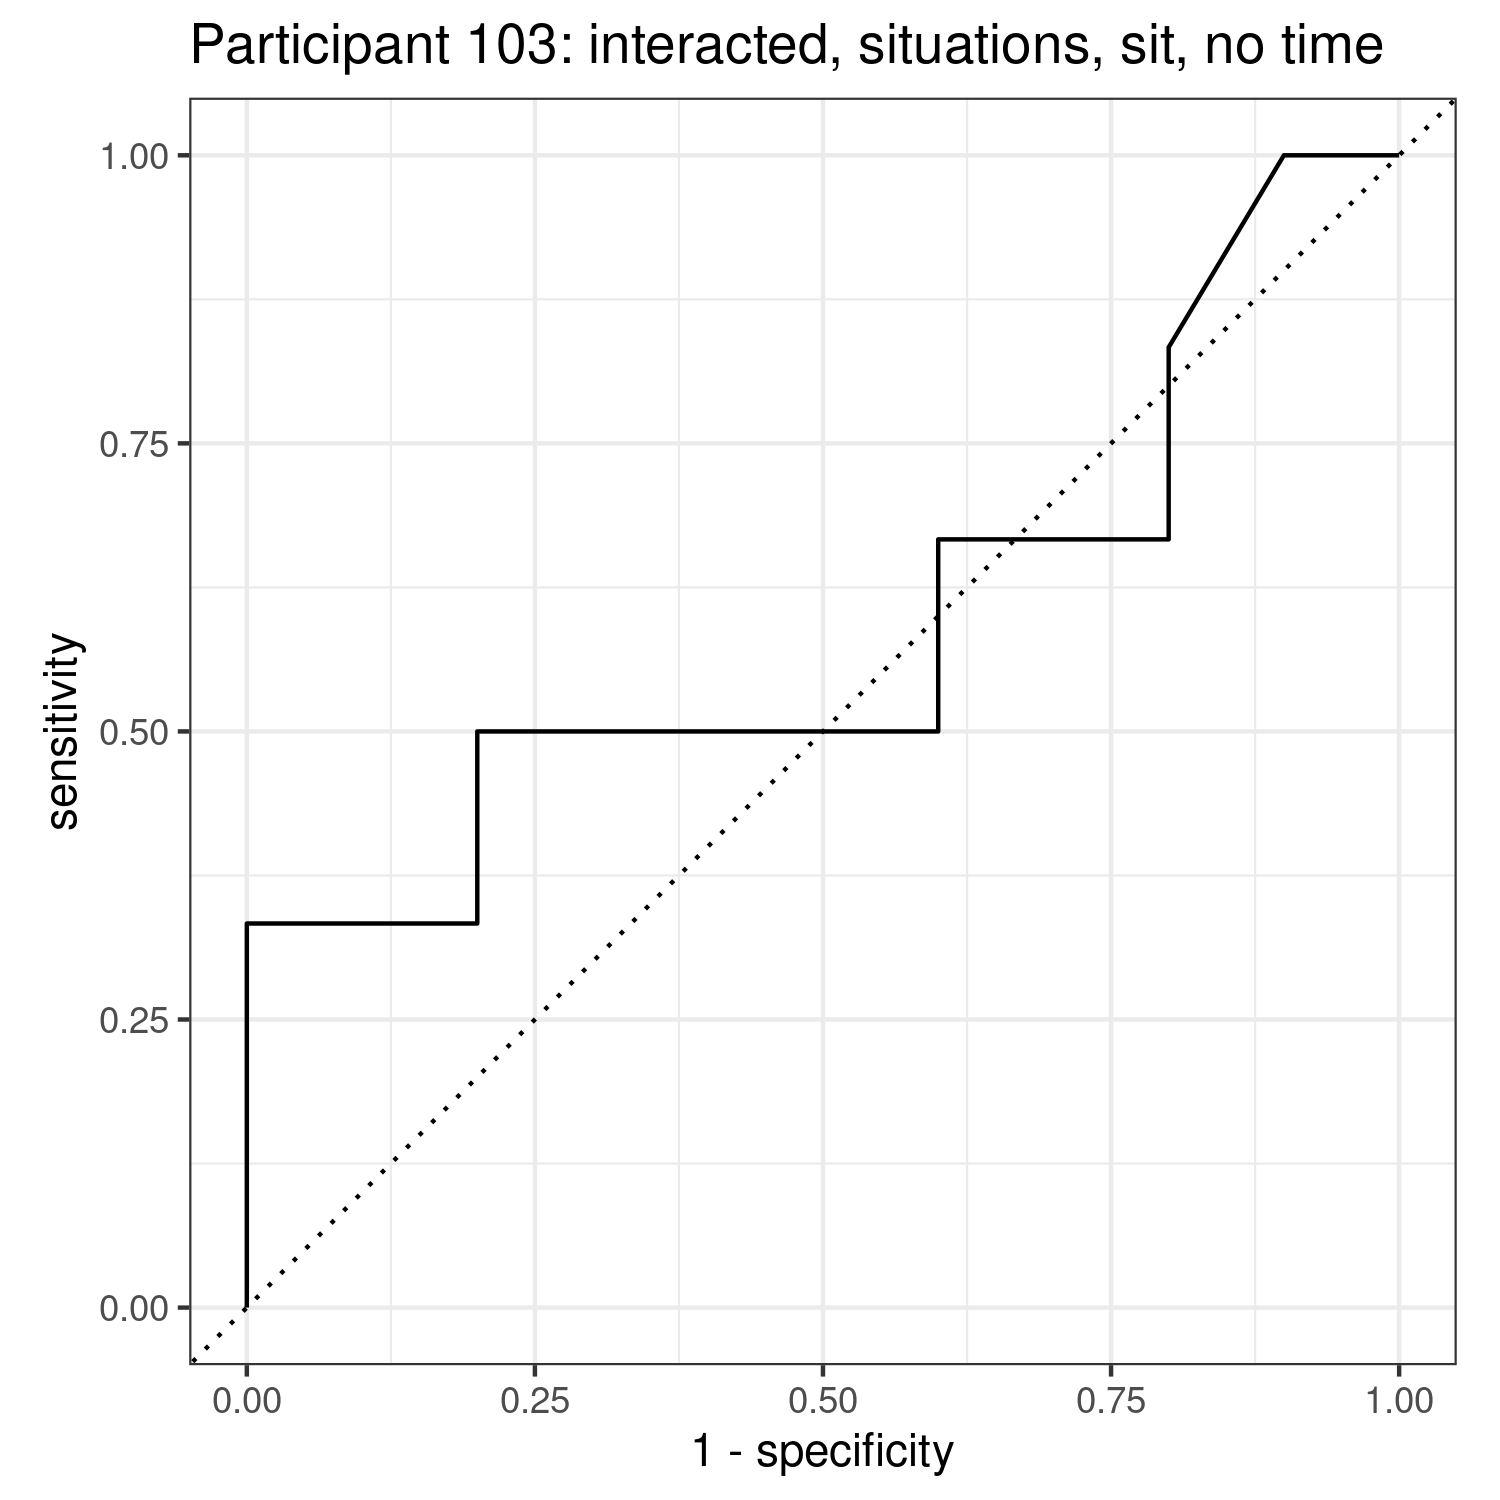 Participant 103: interacted, situations, sit, no time
1.00
0.75
0.50
0.25
0.00
sensitivity
0.00 0.25 0.50 0.75 1.00
1 - specificity